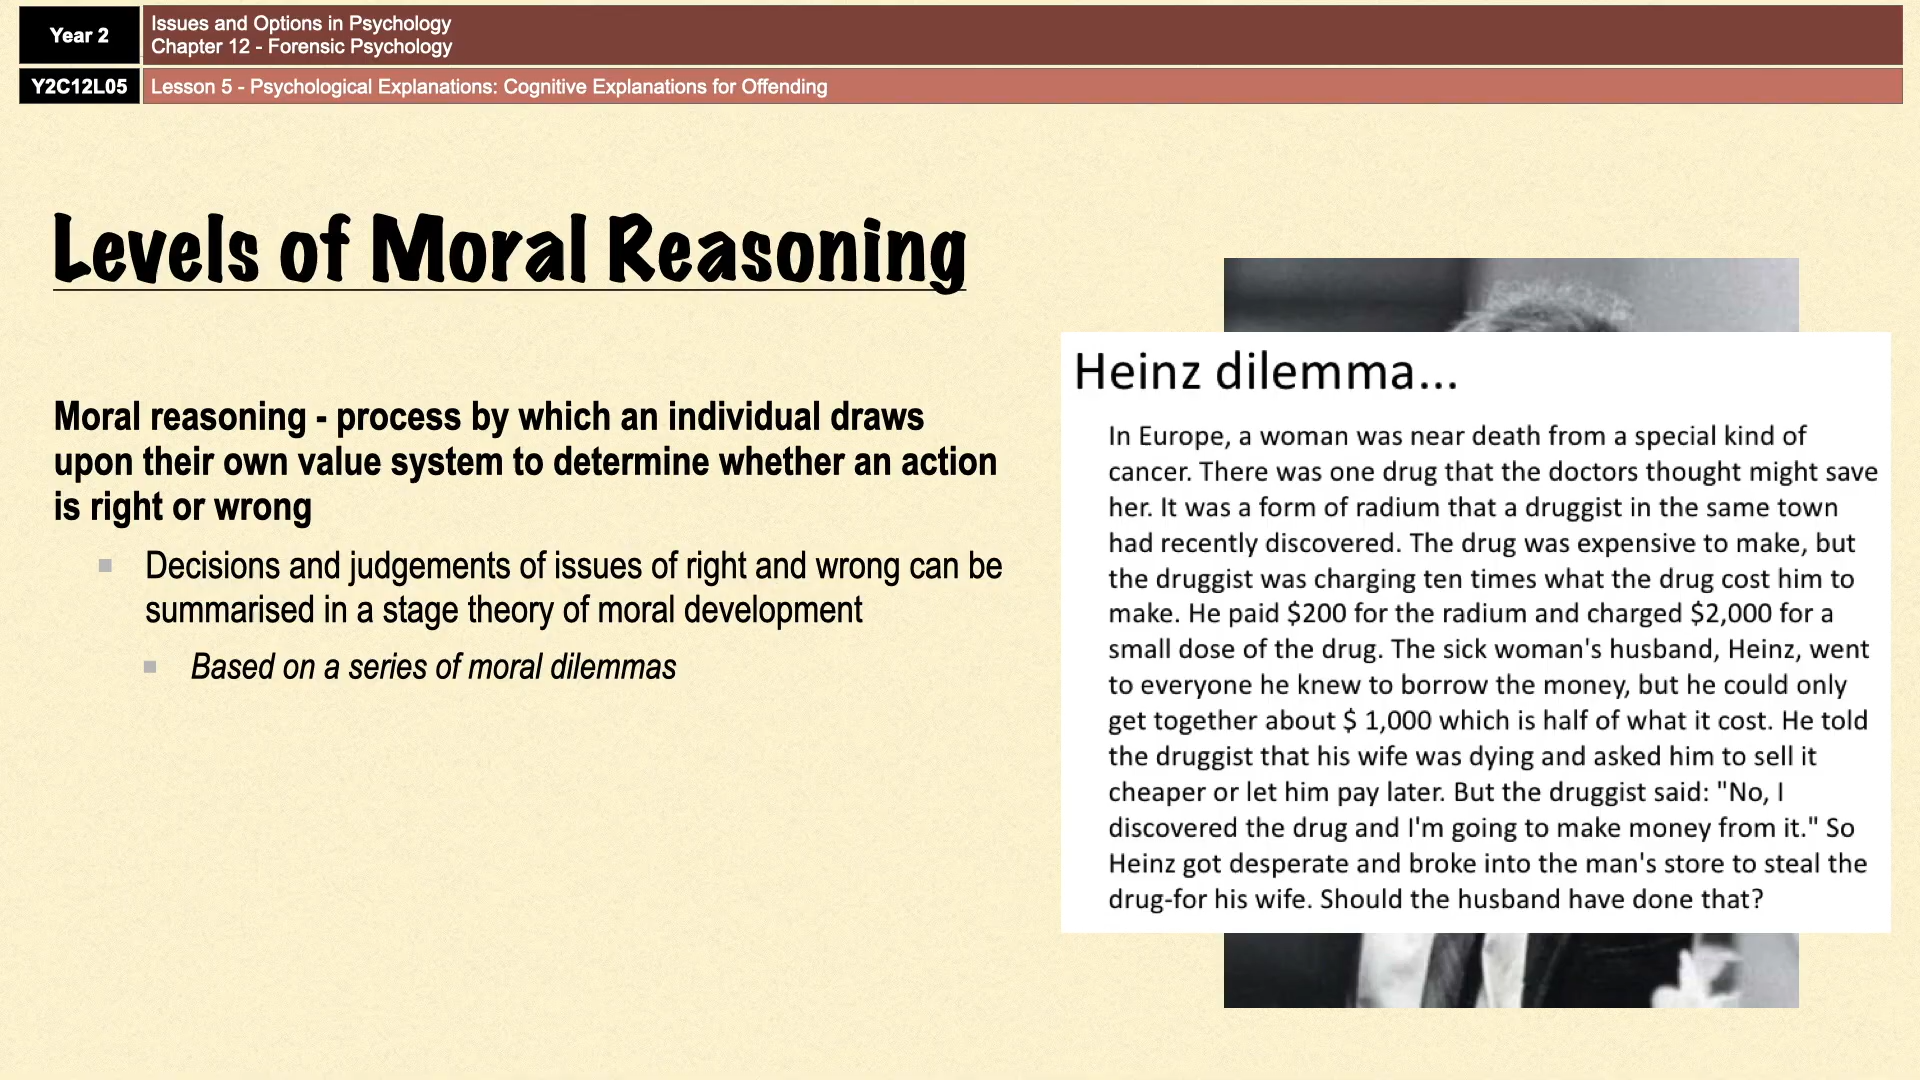 Year 2
Issues and Options in Psychology
Chapter 12 - Forensic Psychology
Y2C12L05
Lesson 5 - Psychological Explanations: Cognitive Explanations for Offending
Levels of Moral Reasoning
Moral reasoning - process by which an individual draws
upon their own value system to determine whether an action
is right or wrong
Decisions and judgements of issues of right and wrong can be
summarised in a stage theory of moral development
Based on a series of moral dilemmas
Heinz dilemma...
In Europe, a woman was near death from a special kind of
cancer. There was one drug that the doctors thought might save
her. It was a form of radium that a druggist in the same town
had recently discovered. The drug was expensive to make, but
the druggist was charging ten times what the drug cost him to
make. He paid $200 for the radium and charged $2,000 for a
small dose of the drug. The sick woman's husband, Heinz, went
to everyone he knew to borrow the money, but he could only
get together about $ 1,000 which is half of what it cost. He told
the druggist that his wife was dying and asked him to sell it
cheaper or let him pay later. But the druggist said: "No, I
discovered the drug and I'm going to make money from it." So
Heinz got desperate and broke into the man's store to steal the
drug-for his wife. Should the husband have done that?